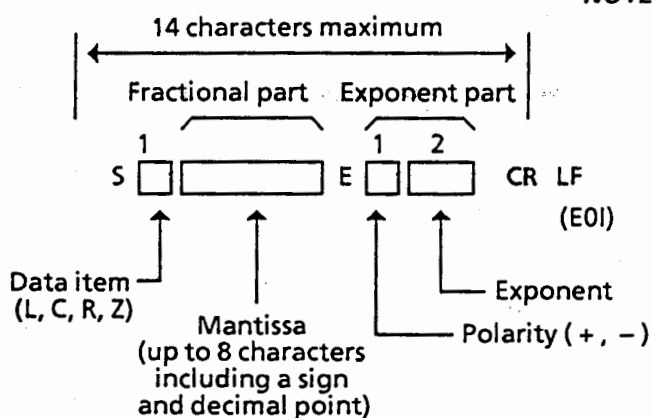 14 characters maximum
Fractional part Exponent part
1 1 2
S E CR LF
(EOI)
Data item
(L, C, R, Z)
Exponent
Mantissa
Polarity (+, −)
(up to 8 characters
including a sign
and decimal point)